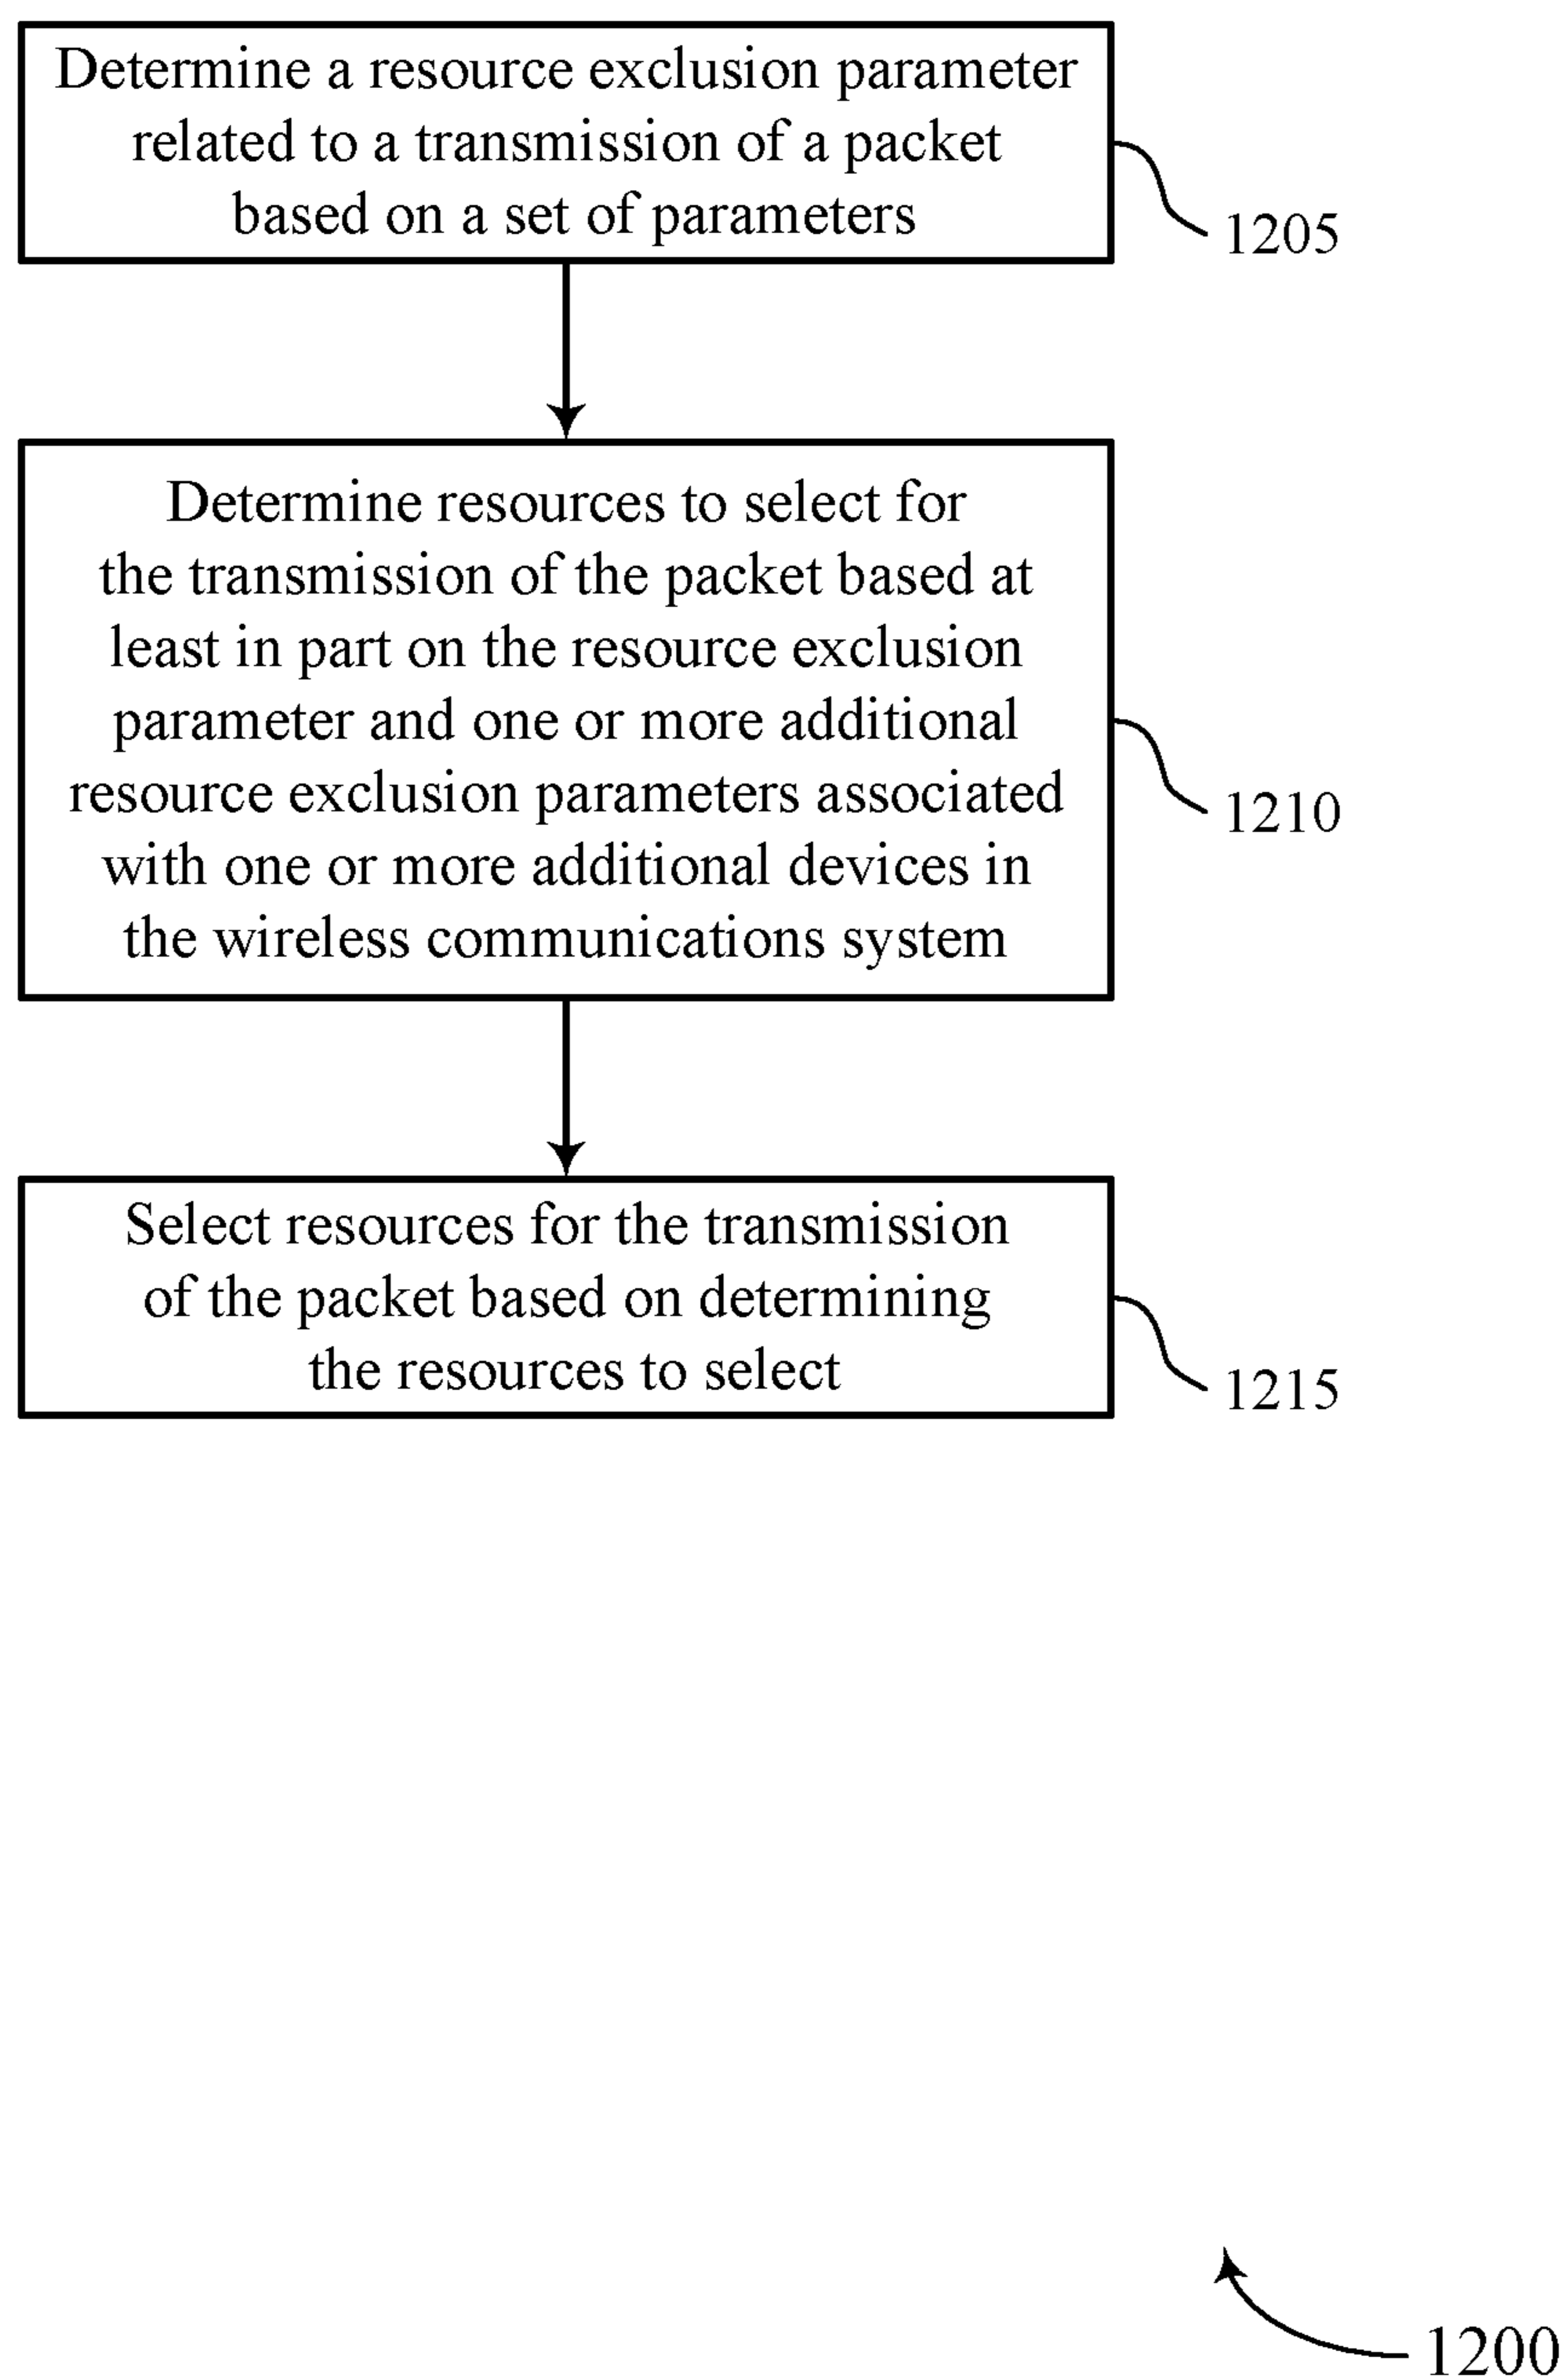 Determine a resource exclusion parameter
related to a transmission of a packet
based on a set of parameters
1205
Determine resources to select for
the transmission of the packet based at
least in part on the resource exclusion
parameter and one or more additional
resource exclusion parameters associated
with one or more additional devices in
the wireless communications system
1210
Select resources for the transmission
of the packet based on determining
the resources to select
1215
1200